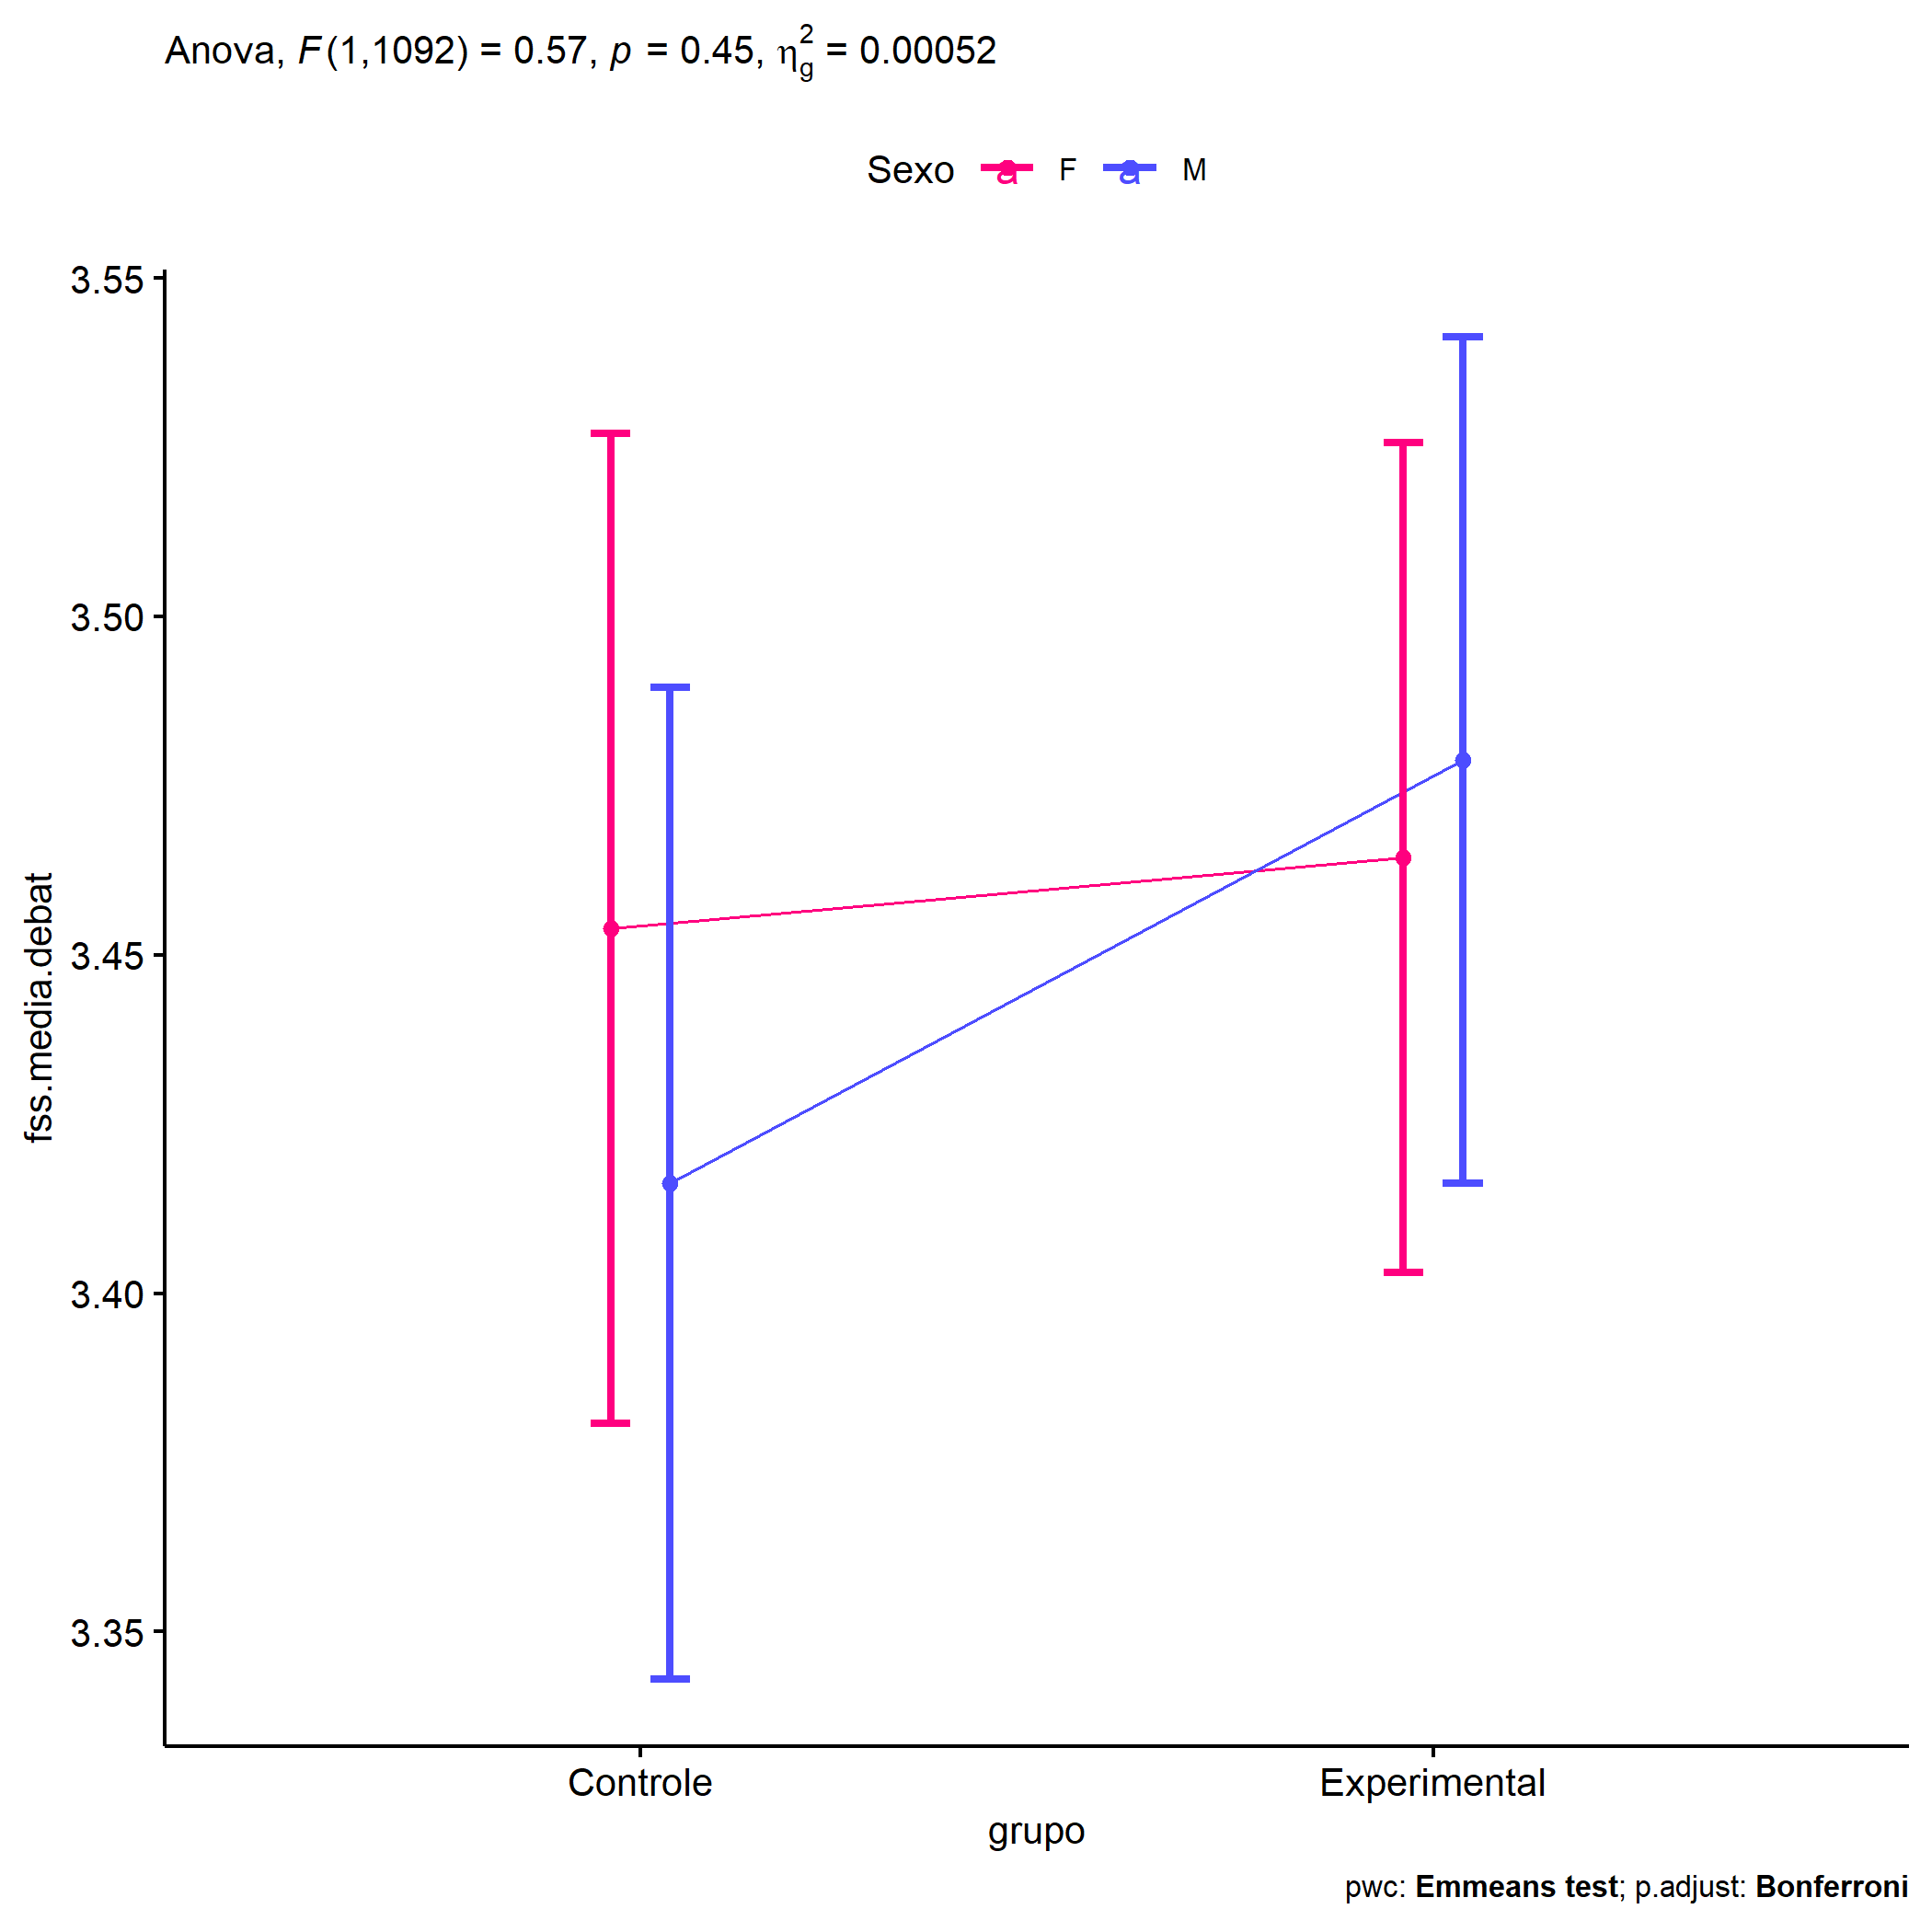 Anova, F(1,1092) = 0.57, p = 0.45, η²g = 0.00052
Sexo a F a M
3.55
3.50
3.45
3.40
3.35
fss.media.debat
Controle Experimental
grupo
pwc: Emmeans test; p.adjust: Bonferroni